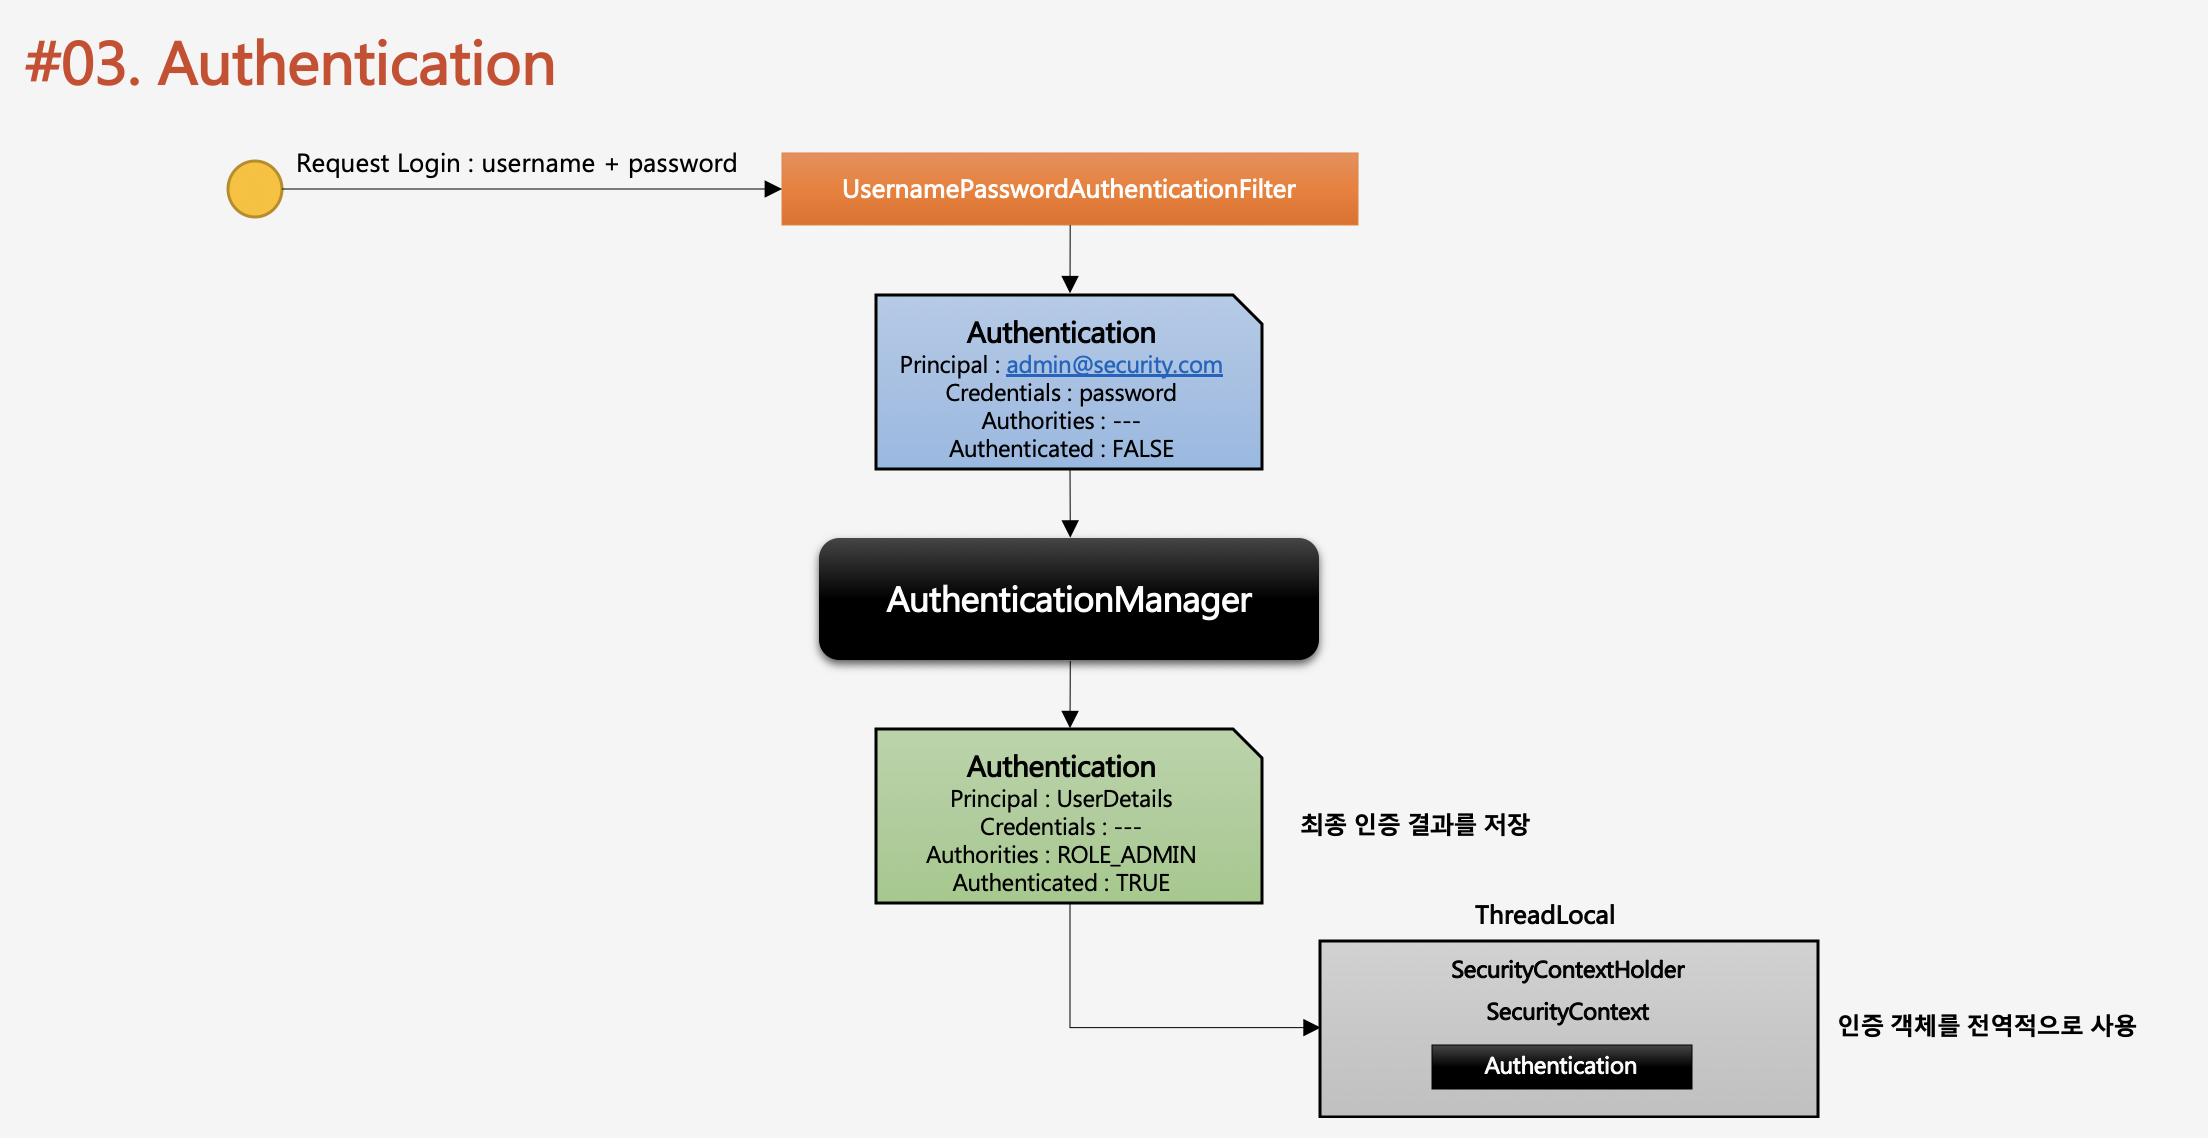 #03. Authentication
Request Login : username + password
UsernamePasswordAuthenticationFilter
Authentication
Principal : admin@security.com
Credentials : password
Authorities : ---
Authenticated : FALSE
AuthenticationManager
Authentication
Principal : UserDetails
Credentials : ---
Authorities : ROLE_ADMIN
Authenticated : TRUE
최종 인증 결과를 저장
ThreadLocal
SecurityContextHolder
SecurityContext
Authentication
인증 객체를 전역적으로 사용